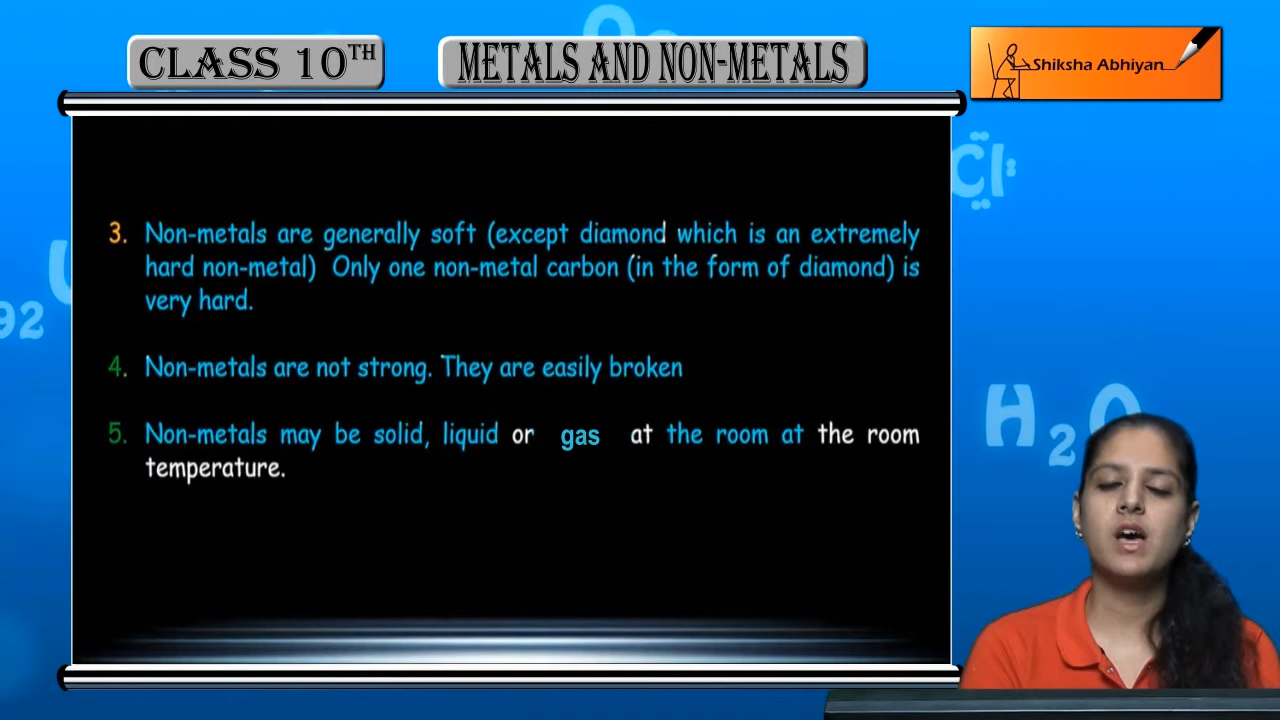 CLASS 10TH
METALS AND NON-METALS
Shiksha Abhiyan
3. Non-metals are generally soft (except diamond which is an extremely
hard non-metal) Only one non-metal carbon (in the form of diamond) is
very hard.
4. Non-metals are not strong. They are easily broken
5. Non-metals may be solid, liquid or gas at the room at the room
temperature.
Cl
92 U
H2O